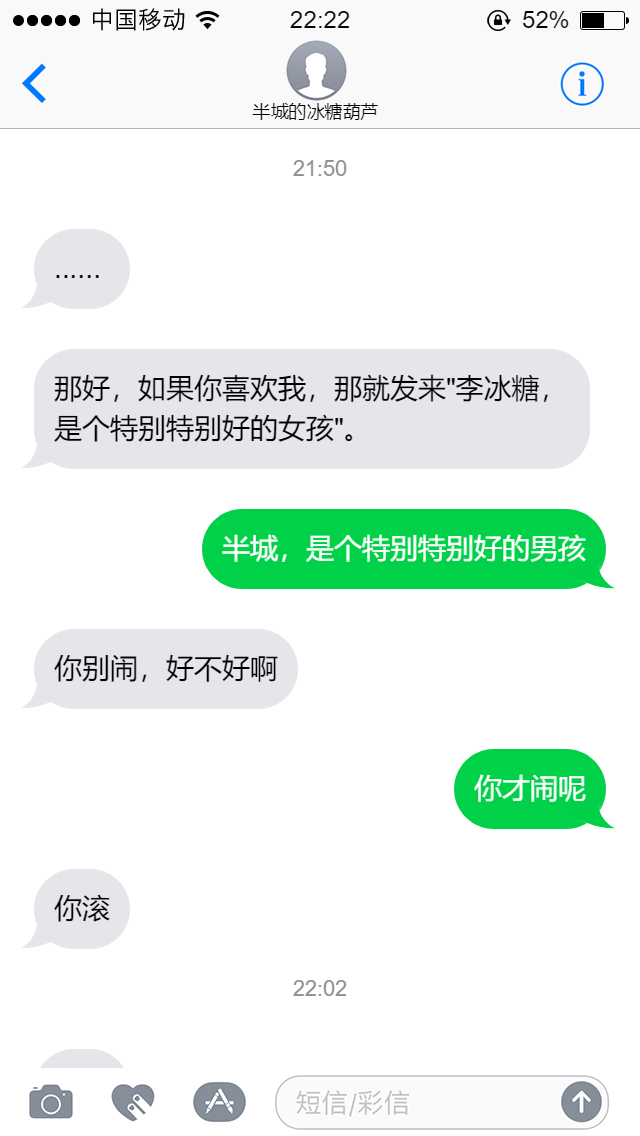 中国移动 22:22 52%
半城的冰糖葫芦
21:50
......
那好，如果你喜欢我，那就发来"李冰糖，
是个特别特别好的女孩"。
半城，是个特别特别好的男孩
你别闹，好不好啊
你才闹呢
你滚
22:02
短信/彩信